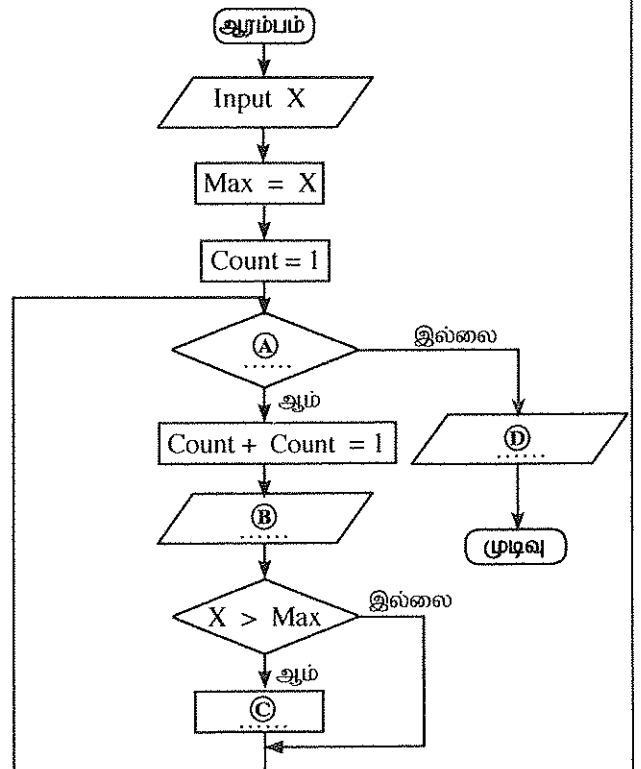 ஆரம்பம்
Input X
Max = X
Count = 1
Ⓐ
......
இல்லை
ஆம்
Count + Count = 1
Ⓓ
......
Ⓑ
......
முடிவு
X > Max
இல்லை
ஆம்
Ⓒ
......